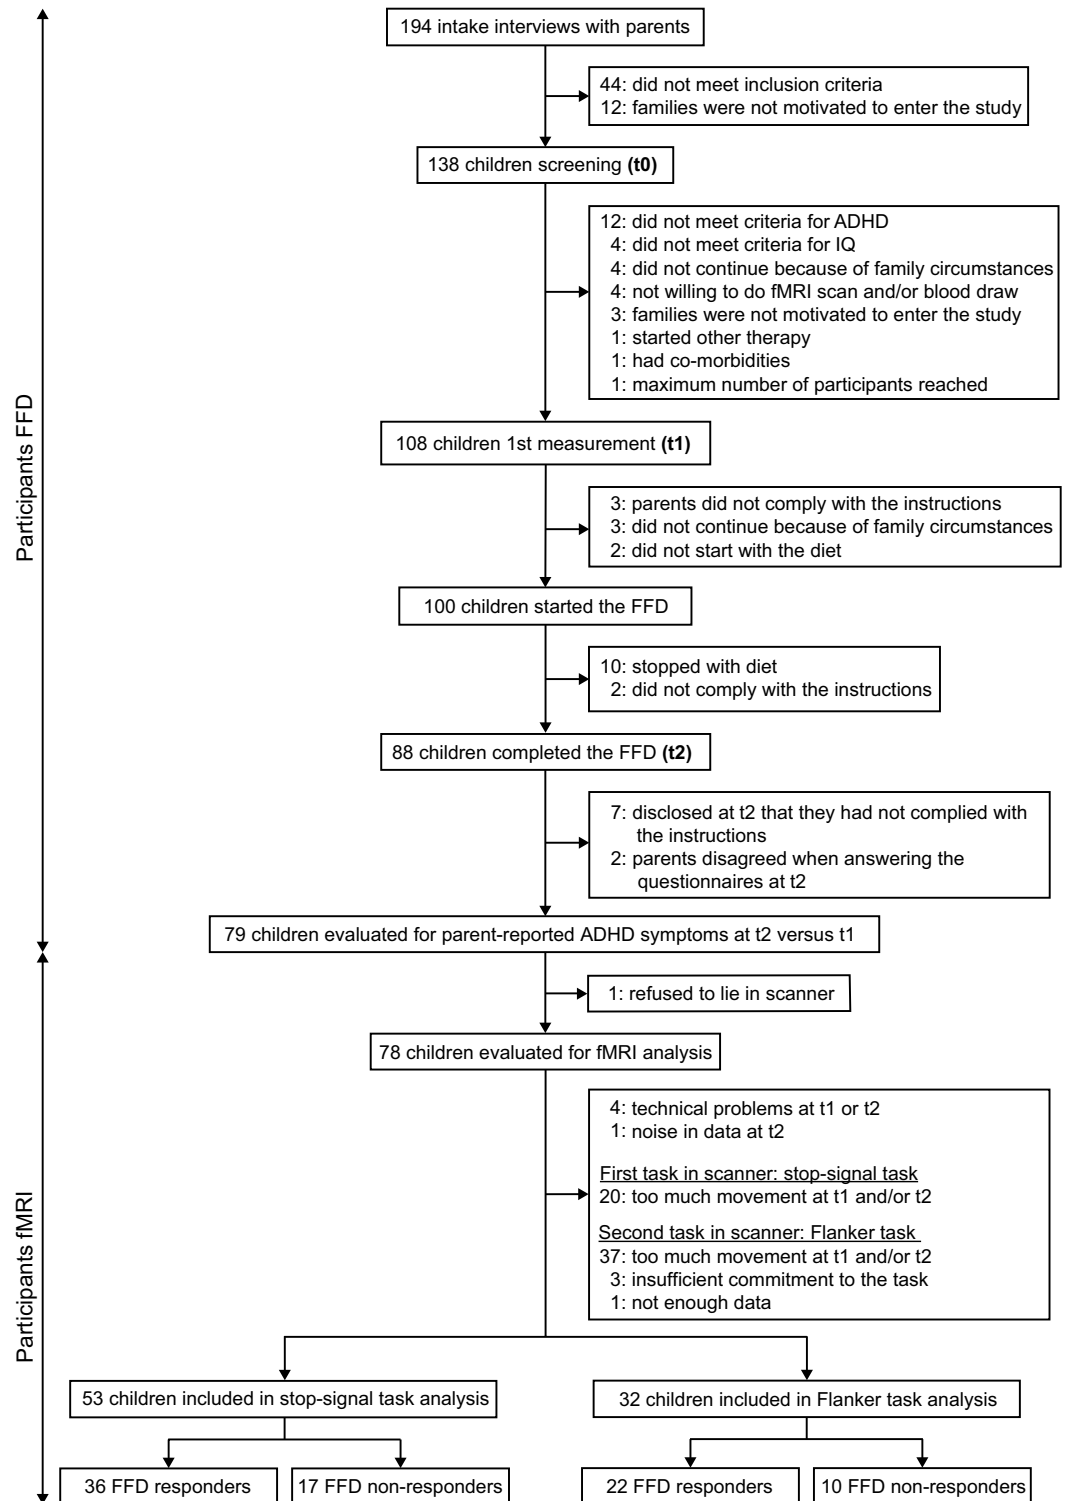 194 intake interviews with parents
44: did not meet inclusion criteria
12: families were not motivated to enter the study
138 children screening (t0)
12: did not meet criteria for ADHD
4: did not meet criteria for IQ
4: did not continue because of family circumstances
4: not willing to do fMRI scan and/or blood draw
3: families were not motivated to enter the study
1: started other therapy
1: had co-morbidities
1: maximum number of participants reached
108 children 1st measurement (t1)
3: parents did not comply with the instructions
3: did not continue because of family circumstances
2: did not start with the diet
100 children started the FFD
10: stopped with diet
2: did not comply with the instructions
88 children completed the FFD (t2)
7: disclosed at t2 that they had not complied with
the instructions
2: parents disagreed when answering the
questionnaires at t2
79 children evaluated for parent-reported ADHD symptoms at t2 versus t1
Participants FFD
1: refused to lie in scanner
78 children evaluated for fMRI analysis
4: technical problems at t1 or t2
1: noise in data at t2
First task in scanner: stop-signal task
20: too much movement at t1 and/or t2
Second task in scanner: Flanker task
37: too much movement at t1 and/or t2
3: insufficient commitment to the task
1: not enough data
Participants fMRI
53 children included in stop-signal task analysis
32 children included in Flanker task analysis
36 FFD responders
17 FFD non-responders
22 FFD responders
10 FFD non-responders